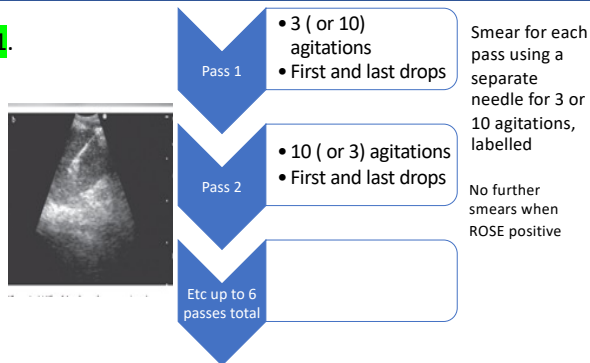 1.
Pass 1
• 3 ( or 10)
agitations
• First and last drops
Smear for each
pass using a
separate
needle for 3 or
10 agitations,
labelled
Pass 2
• 10 ( or 3) agitations
• First and last drops
No further
smears when
ROSE positive
Etc up to 6
passes total